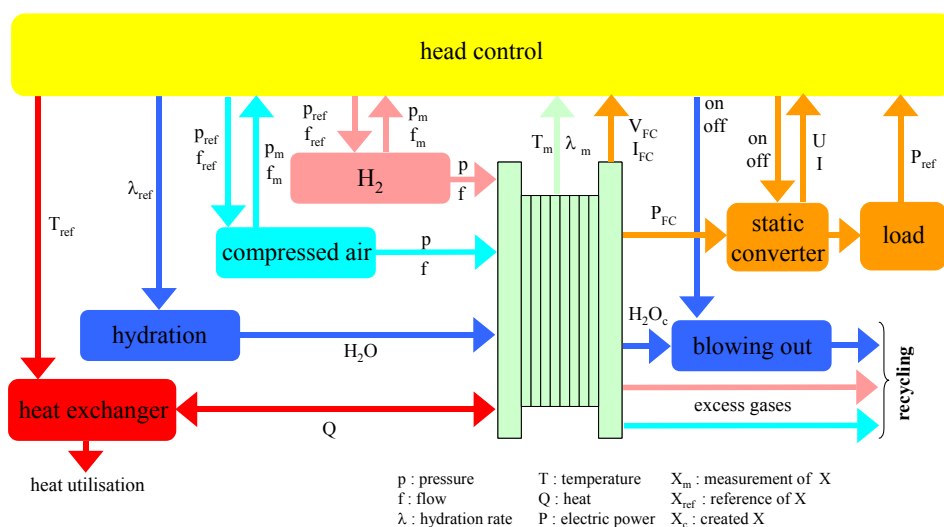 head control
p_ref
f_ref
p_m
f_m
p_ref
f_ref
p_m
f_m
T_m
λ_m
V_FC
I_FC
on
off
on
off
U
I
P_ref
H_2
p
f
λ_ref
T_ref
compressed air
p
f
P_FC
static
converter
load
hydration
H_2O
H_2O_c
blowing out
heat exchanger
Q
excess gases
recycling
heat utilisation
p : pressure
f : flow
λ : hydration rate
T : temperature
Q : heat
P : electric power
X_m : measurement of X
X_ref : reference of X
X_c : created X